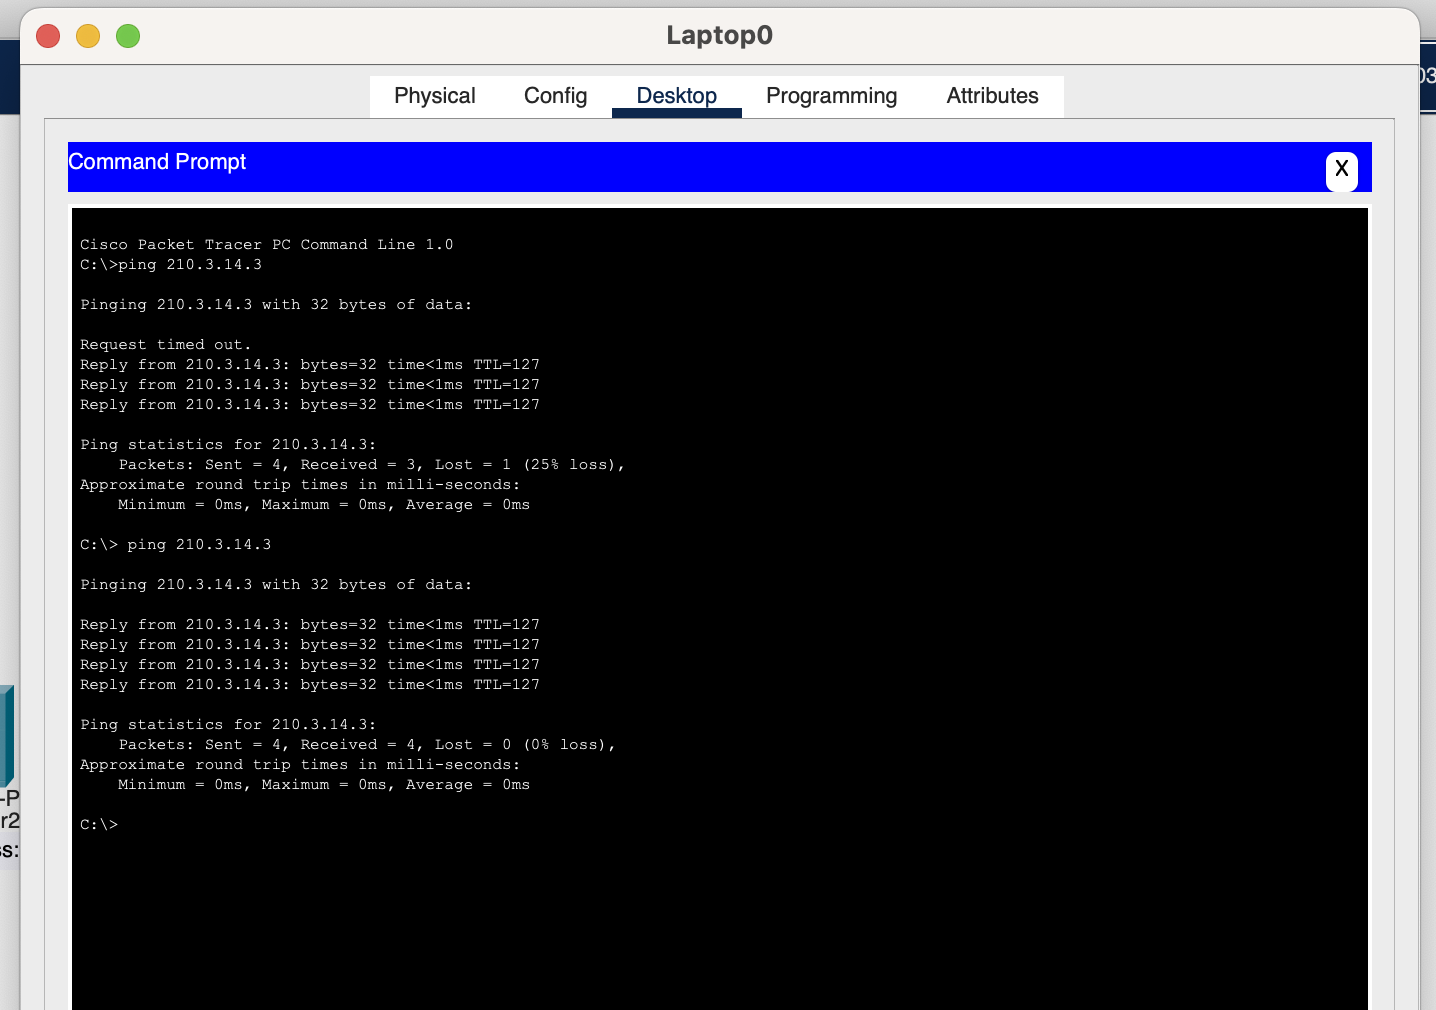 Laptop0
03
Physical Config Desktop Programming Attributes
Command Prompt
X
Cisco Packet Tracer PC Command Line 1.0
C:\>ping 210.3.14.3
Pinging 210.3.14.3 with 32 bytes of data:
Request timed out.
Reply from 210.3.14.3: bytes=32 time<1ms TTL=127
Reply from 210.3.14.3: bytes=32 time<1ms TTL=127
Reply from 210.3.14.3: bytes=32 time<1ms TTL=127
Ping statistics for 210.3.14.3:
    Packets: Sent = 4, Received = 3, Lost = 1 (25% loss),
Approximate round trip times in milli-seconds:
    Minimum = 0ms, Maximum = 0ms, Average = 0ms
C:\> ping 210.3.14.3
Pinging 210.3.14.3 with 32 bytes of data:
Reply from 210.3.14.3: bytes=32 time<1ms TTL=127
Reply from 210.3.14.3: bytes=32 time<1ms TTL=127
Reply from 210.3.14.3: bytes=32 time<1ms TTL=127
Reply from 210.3.14.3: bytes=32 time<1ms TTL=127
Ping statistics for 210.3.14.3:
    Packets: Sent = 4, Received = 4, Lost = 0 (0% loss),
Approximate round trip times in milli-seconds:
    Minimum = 0ms, Maximum = 0ms, Average = 0ms
C:\>
-P
r2
ss: